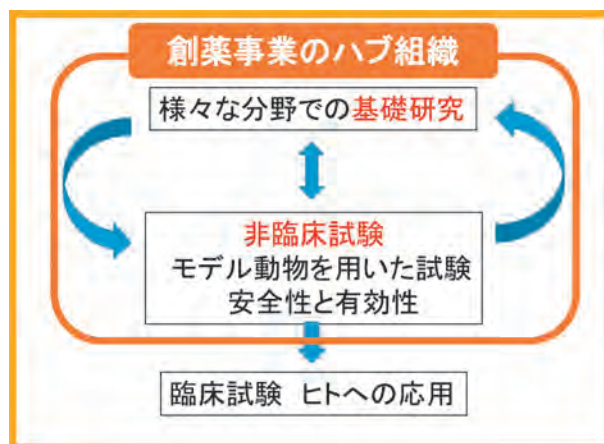 創薬事業のハブ組織
様々な分野での基礎研究
非臨床試験
モデル動物を用いた試験
安全性と有効性
臨床試験 ヒトへの応用